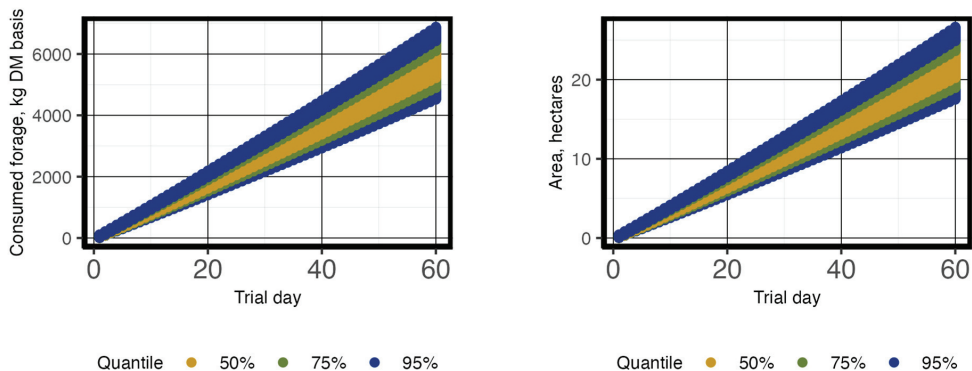 Consumed forage, kg DM basis
6000
4000
2000
0
0 20 40 60
Trial day
Quantile 50% 75% 95%
Area, hectares
20
10
0
0 20 40 60
Trial day
Quantile 50% 75% 95%